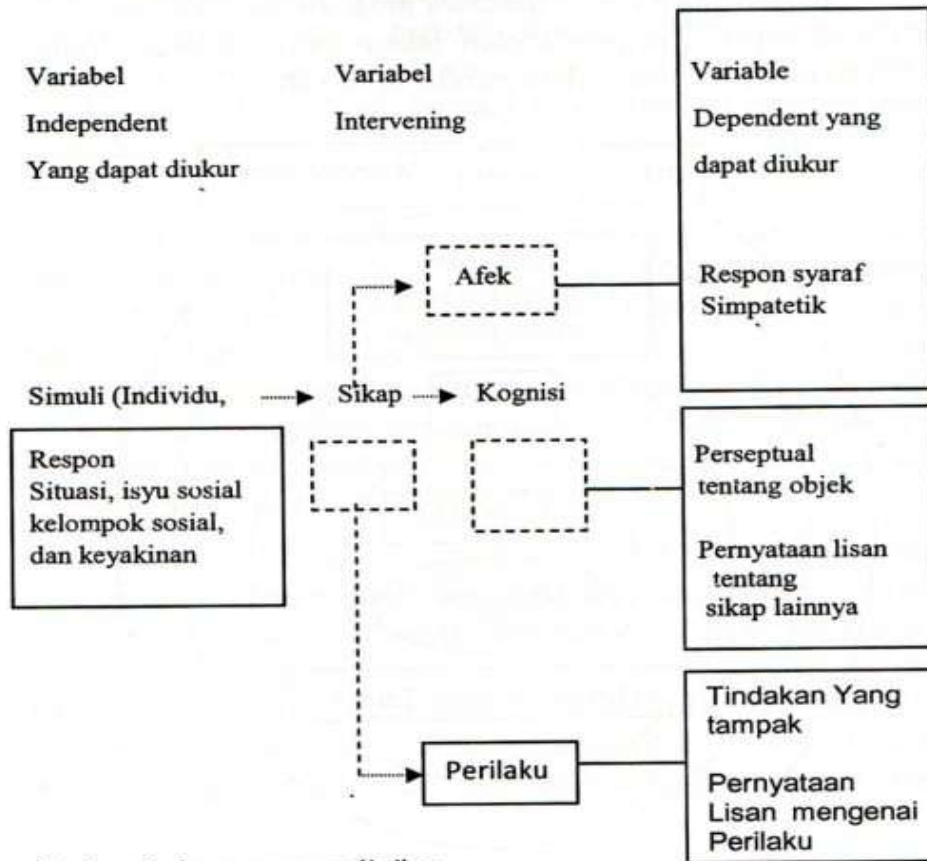 Variabel
Independent
Yang dapat diukur
Variabel
Intervening
Variable
Dependent yang
dapat diukur
Afek
Respon syaraf
Simpatetik
Simuli (Individu,
Sikap
Kognisi
Respon
Situasi, isyu sosial
kelompok sosial,
dan keyakinan
Perseptual
tentang objek
Pernyataan lisan
tentang
sikap lainnya
Perilaku
Tindakan Yang
tampak
Pernyataan
Lisan mengenai
Perilaku